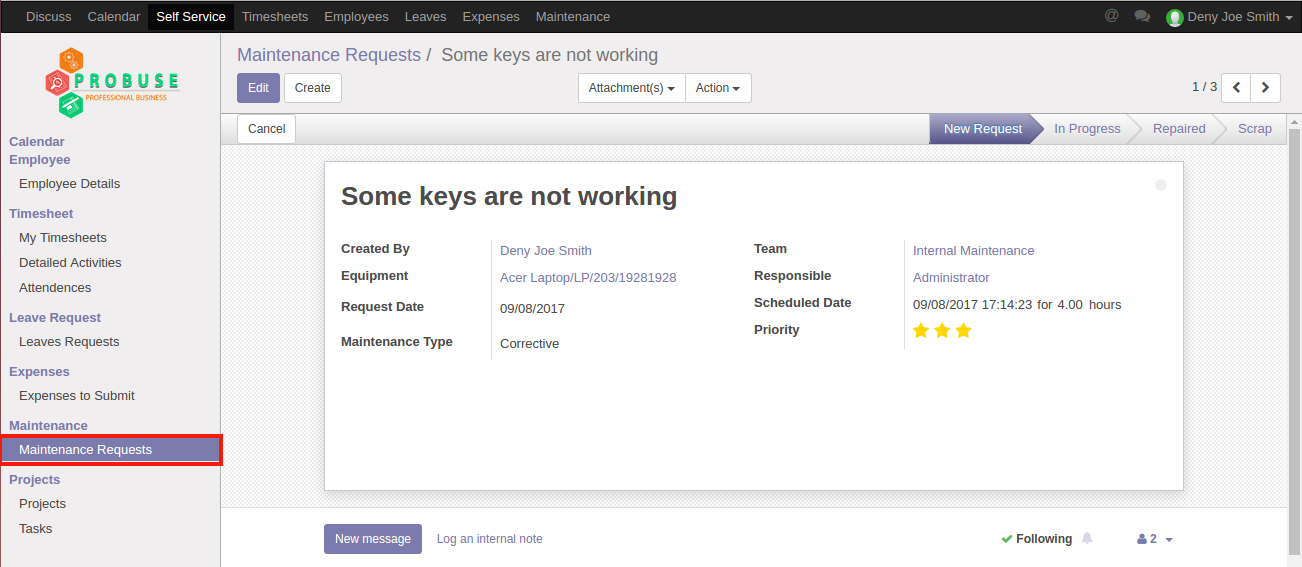 Discuss Calendar Self Service Timesheets Employees Leaves Expenses Maintenance @ Deny Joe Smith
PROBUSE
PROFESSIONAL BUSINESS
Calendar
Employee
Employee Details
Timesheet
My Timesheets
Detailed Activities
Attendences
Leave Request
Leaves Requests
Expenses
Expenses to Submit
Maintenance
Maintenance Requests
Projects
Projects
Tasks
Maintenance Requests / Some keys are not working
Edit Create Attachment(s) Action 1 / 3
Cancel New Request In Progress Repaired Scrap
Some keys are not working
Created By Deny Joe Smith
Equipment Acer Laptop/LP/203/19281928
Request Date 09/08/2017
Maintenance Type Corrective
Team Internal Maintenance
Responsible Administrator
Scheduled Date 09/08/2017 17:14:23 for 4.00 hours
Priority
New message Log an internal note Following 2